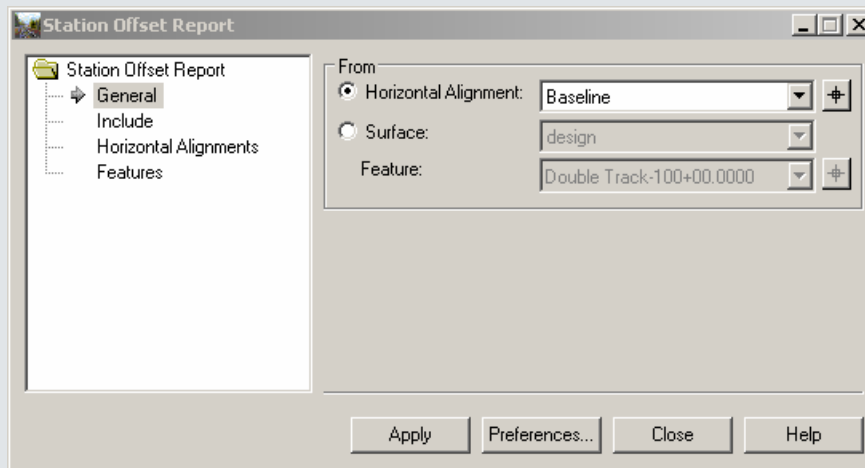 Station Offset Report
Station Offset Report
General
Include
Horizontal Alignments
Features
From
Horizontal Alignment:
Baseline
Surface:
design
Feature:
Double Track-100+00.0000
Apply
Preferences...
Close
Help